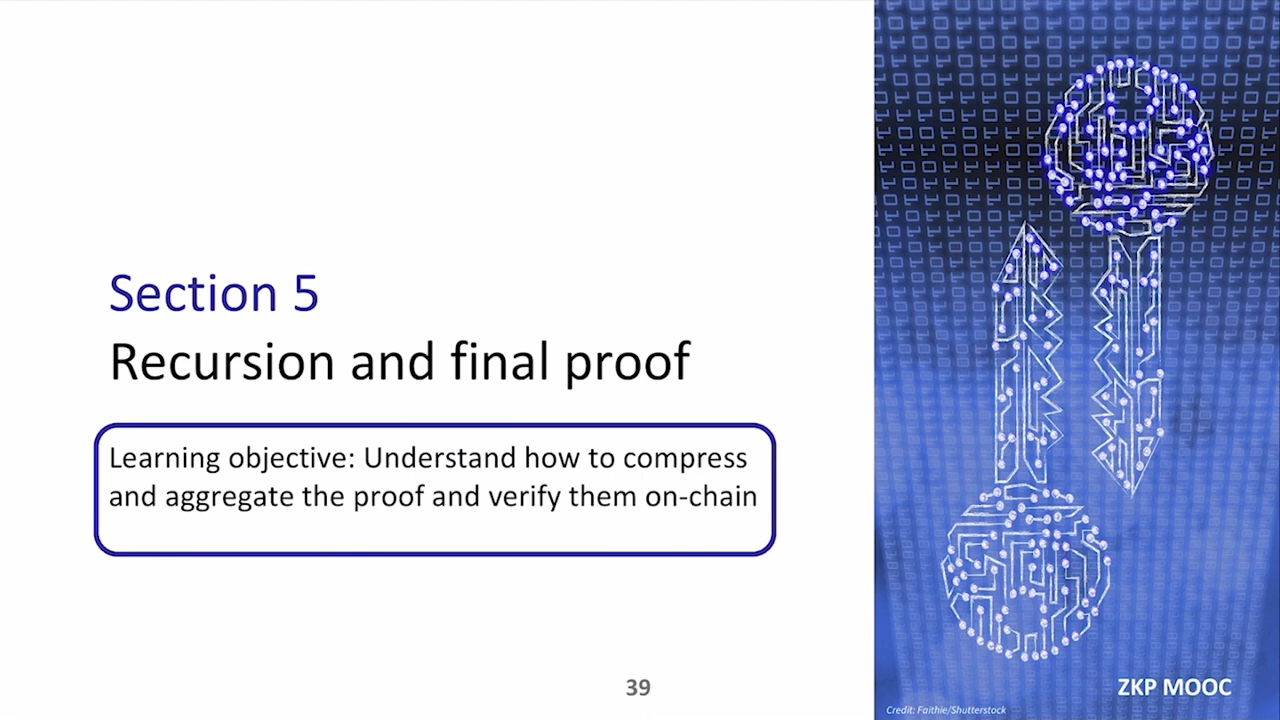 Section 5
Recursion and final proof
Learning objective: Understand how to compress
and aggregate the proof and verify them on-chain
39
ZKP MOOC
Credit: Faithie/Shutterstock